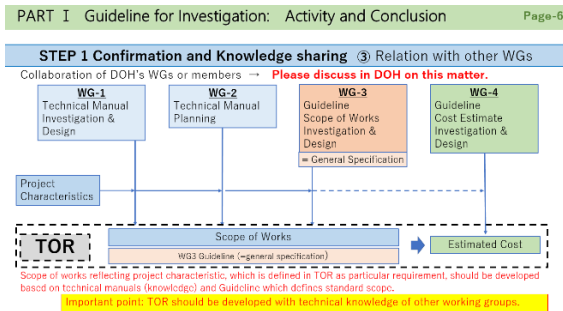 PART I Guideline for Investigation: Activity and Conclusion Page-6
STEP 1 Confirmation and Knowledge sharing ③ Relation with other WGs
Collaboration of DOH's WGs or members → Please discuss in DOH on this matter.
WG-1
Technical Manual
Investigation &
Design
WG-2
Technical Manual
Planning
WG-3
Guideline
Scope of Works
Investigation &
Design
= General Specification
WG-4
Guideline
Cost Estimate
Investigation &
Design
Project
Characteristics
TOR
Scope of Works
WG3 Guideline (=general specification)
Estimated Cost
Scope of works reflecting project characteristic, which is defined in TOR as particular requirement, should be developed
based on technical manuals (knowledge) and Guideline which defines standard scope.
Important point: TOR should be developed with technical knowledge of other working groups.